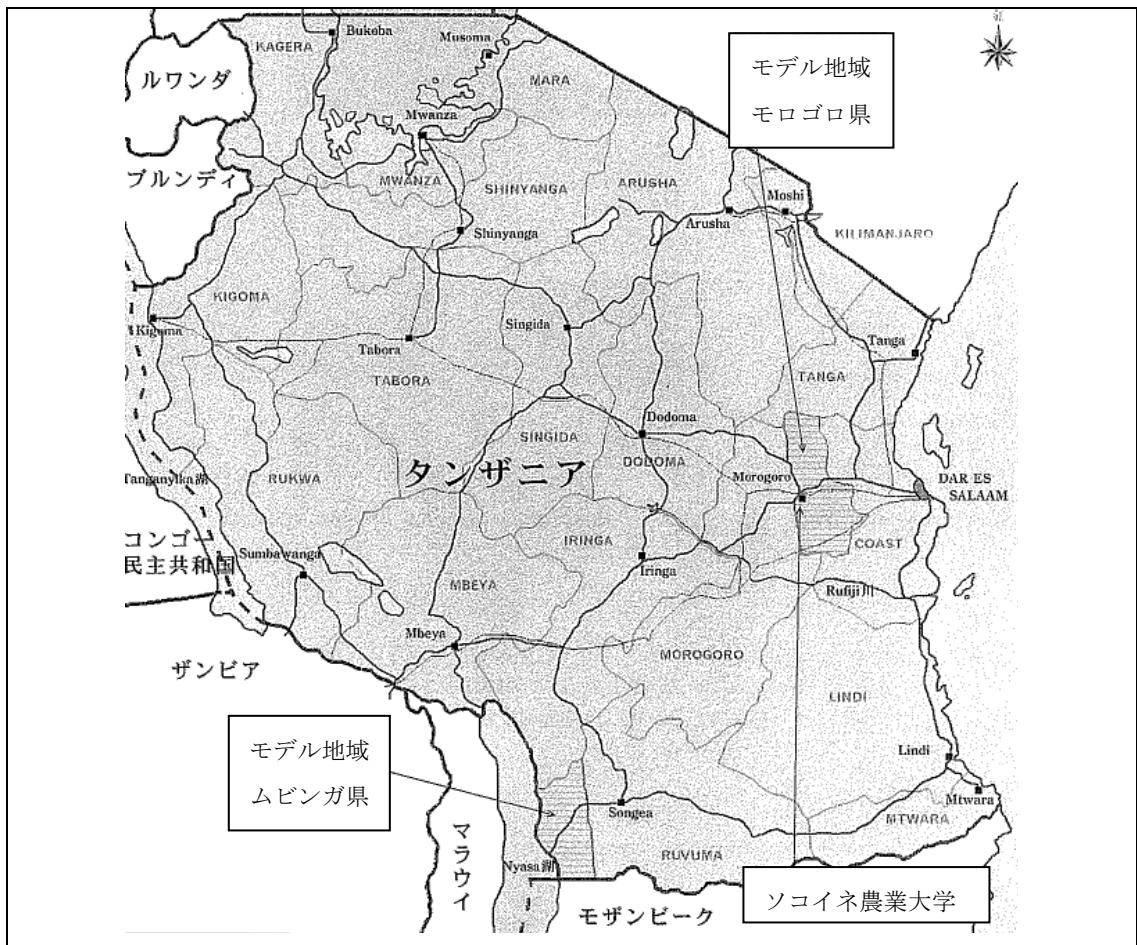 Bukoba
Musoma
KAGERA
モデル地域
モロゴロ県
ルワンダ
MARA
Mwanza
ブルンディ
MWANZA
SHINYANGA
ARUSHA
Moshi
Arusha
Shinyanga
KILIMANJARO
KIGOMA
Kigoma
Singida
Tabora
Tanga
TABORA
TANGA
Dodoma
SINGIDA
DODOMA
タンザニア
Morogoro
DAR ES
SALAAM
Tanganyika湖
RUKWA
コンゴー
民主共和国
IRINGA
COAST
Sumbawanga
Iringa
MBEYA
Rufiji川
Mbeya
MOROGORO
ザンビア
LINDI
モデル地域
ムビンガ県
Lindi
Songea
Mtwara
MTWARA
マラウイ
Nyasa湖
RUVUMA
ソコイネ農業大学
モザンビーク